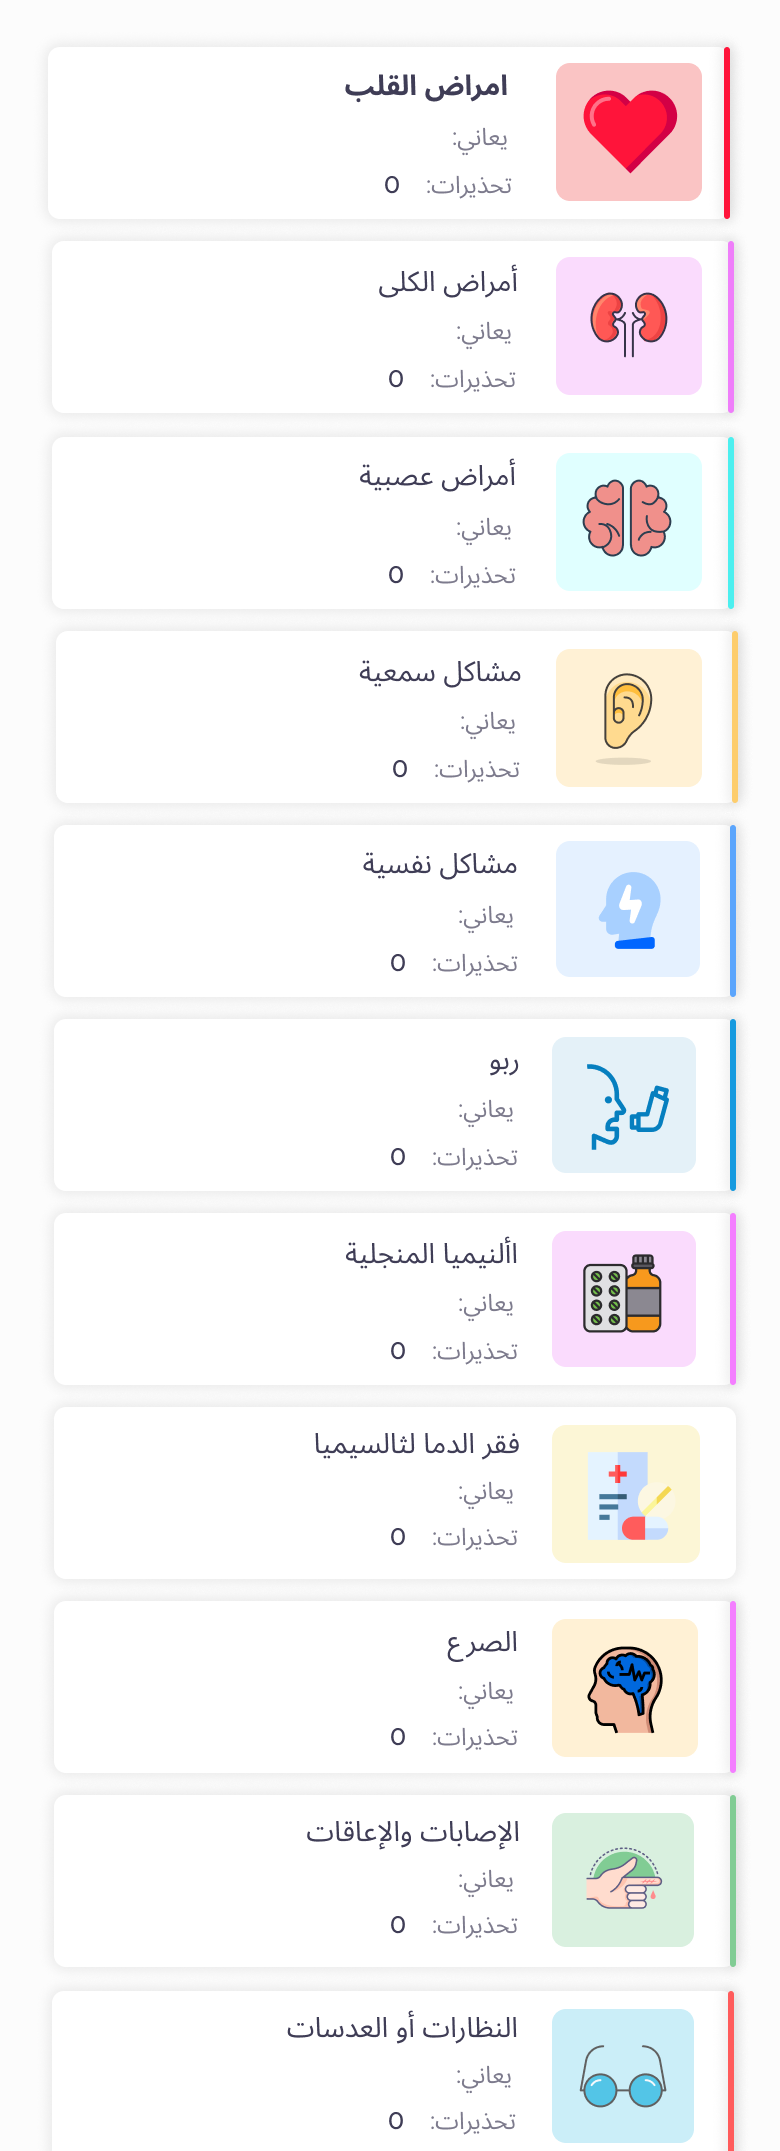 امراض القلب
يعاني:
تحذيرات: 0
أمراض الكلى
يعاني:
تحذيرات: 0
أمراض عصبية
يعاني:
تحذيرات: 0
مشاكل سمعية
يعاني:
تحذيرات: 0
مشاكل نفسية
يعاني:
تحذيرات: 0
ربو
يعاني:
تحذيرات: 0
األنيميا المنجلية
يعاني:
تحذيرات: 0
فقر الدما لثالسيميا
يعاني:
تحذيرات: 0
الصرع
يعاني:
تحذيرات: 0
الإصابات والإعاقات
يعاني:
تحذيرات: 0
النظارات أو العدسات
يعاني:
تحذيرات: 0